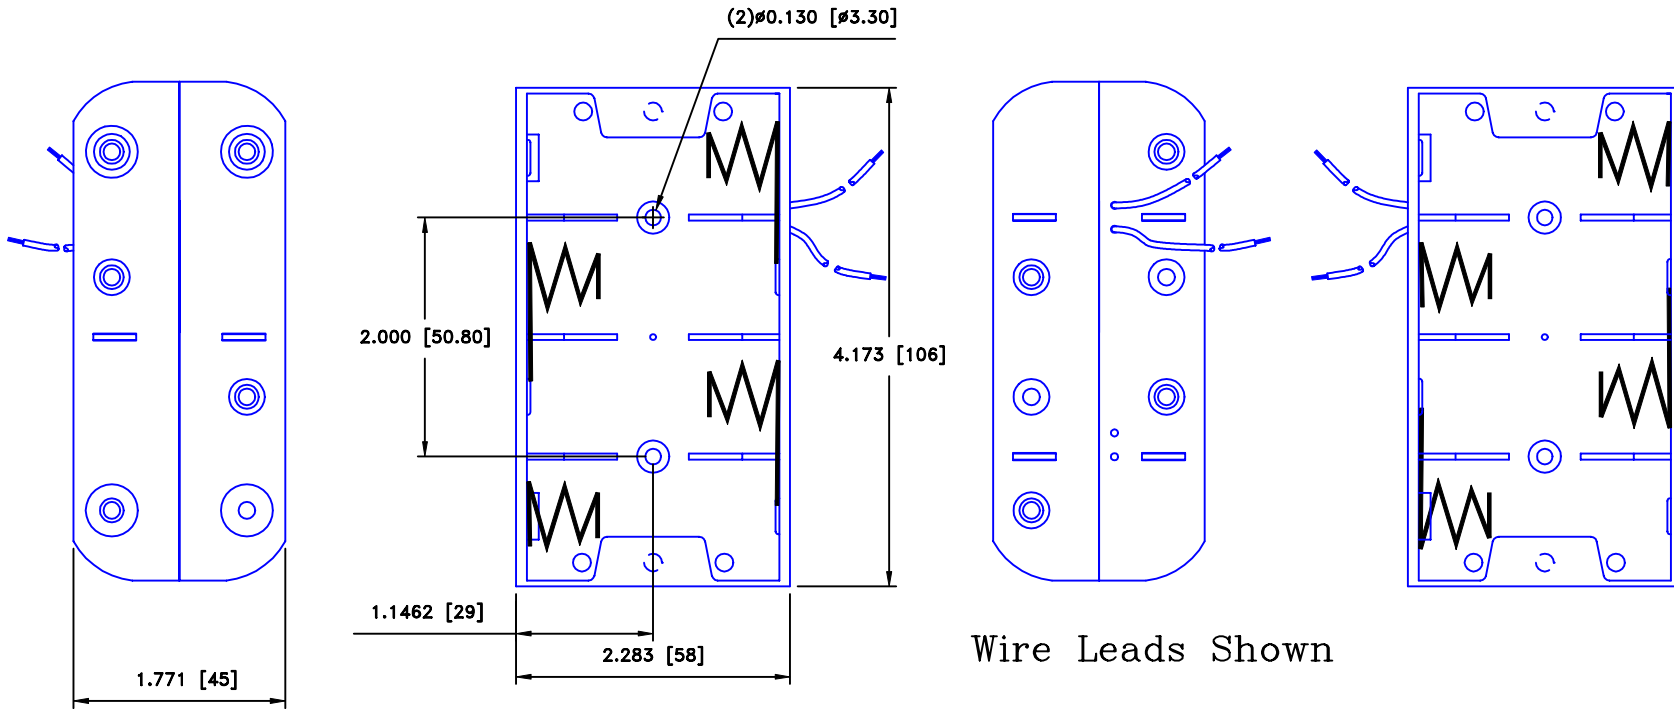 (2)ø0.130 [ø3.30]
2.000 [50.80]
4.173 [106]
1.1462 [29]
2.283 [58]
1.771 [45]
Wire Leads Shown